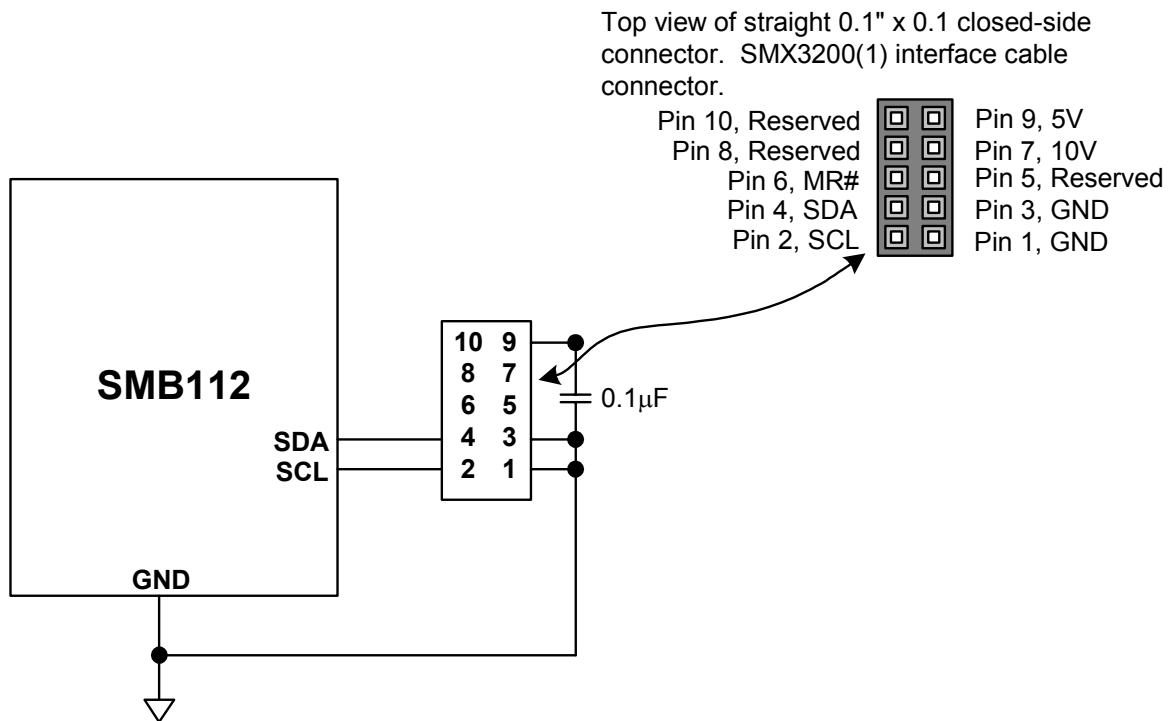 Top view of straight 0.1" x 0.1 closed-side
connector.  SMX3200(1) interface cable
connector.
Pin 10, Reserved
Pin 9, 5V
Pin 8, Reserved
Pin 7, 10V
Pin 6, MR#
Pin 5, Reserved
Pin 4, SDA
Pin 3, GND
Pin 2, SCL
Pin 1, GND
SMB112
SDA
SCL
GND
10 9
8 7
6 5
4 3
2 1
0.1µF